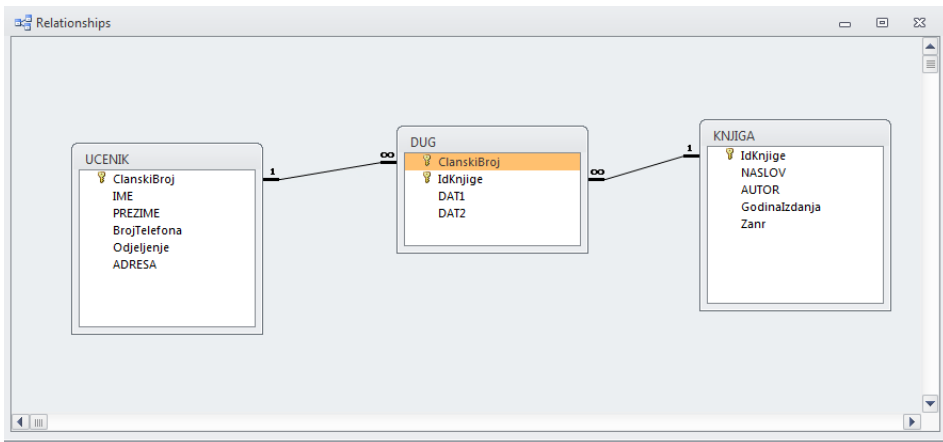 Relationships
UCENIK
ClanskiBroj
IME
PREZIME
BrojTelefona
Odjeljenje
ADRESA
1
∞
DUG
ClanskiBroj
IdKnjige
DAT1
DAT2
∞
1
KNJIGA
IdKnjige
NASLOV
AUTOR
GodinaIzdanja
Zanr